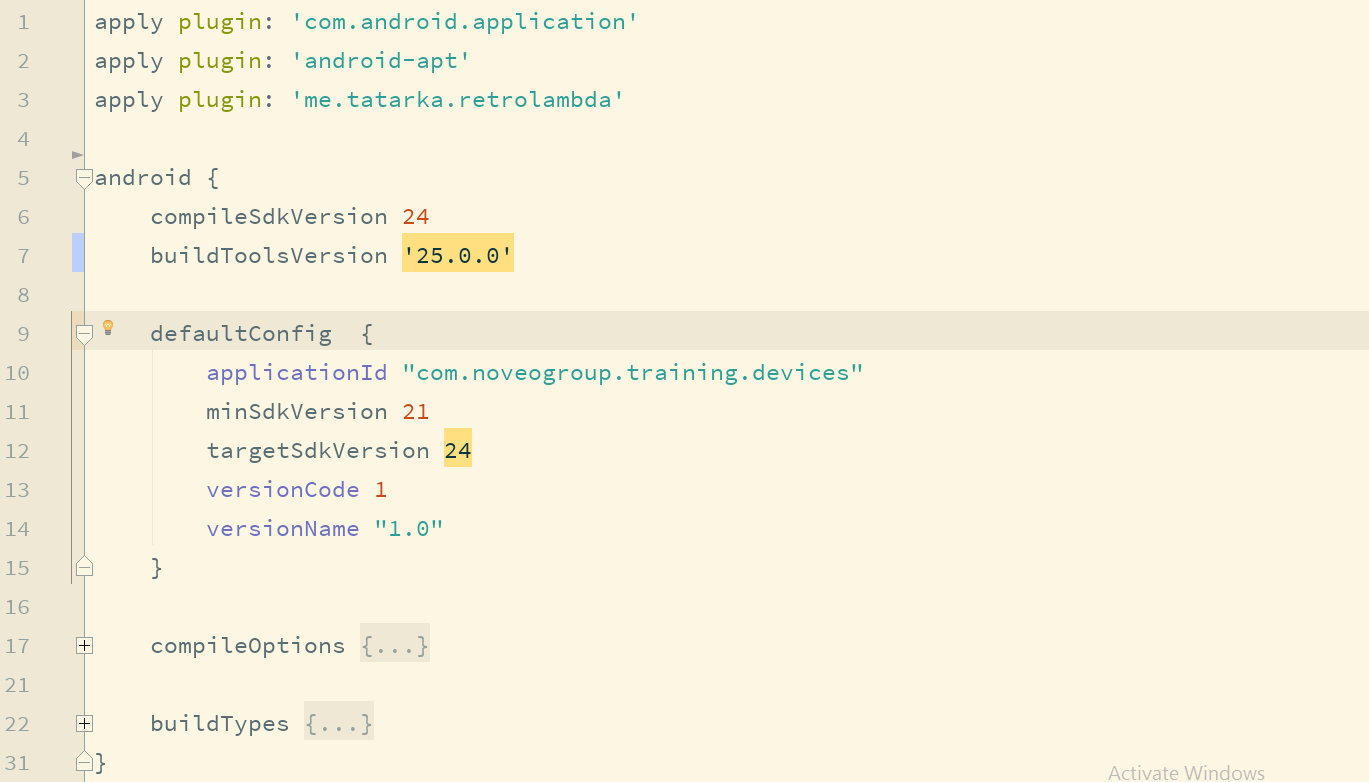 1 apply plugin: 'com.android.application'
2 apply plugin: 'android-apt'
3 apply plugin: 'me.tatarka.retrolambda'
4
5 android {
6     compileSdkVersion 24
7     buildToolsVersion '25.0.0'
8
9     defaultConfig  {
10         applicationId "com.noveogroup.training.devices"
11         minSdkVersion 21
12         targetSdkVersion 24
13         versionCode 1
14         versionName "1.0"
15     }
16
17     compileOptions {...}
21
22     buildTypes {...}
31 }
Activate Windows